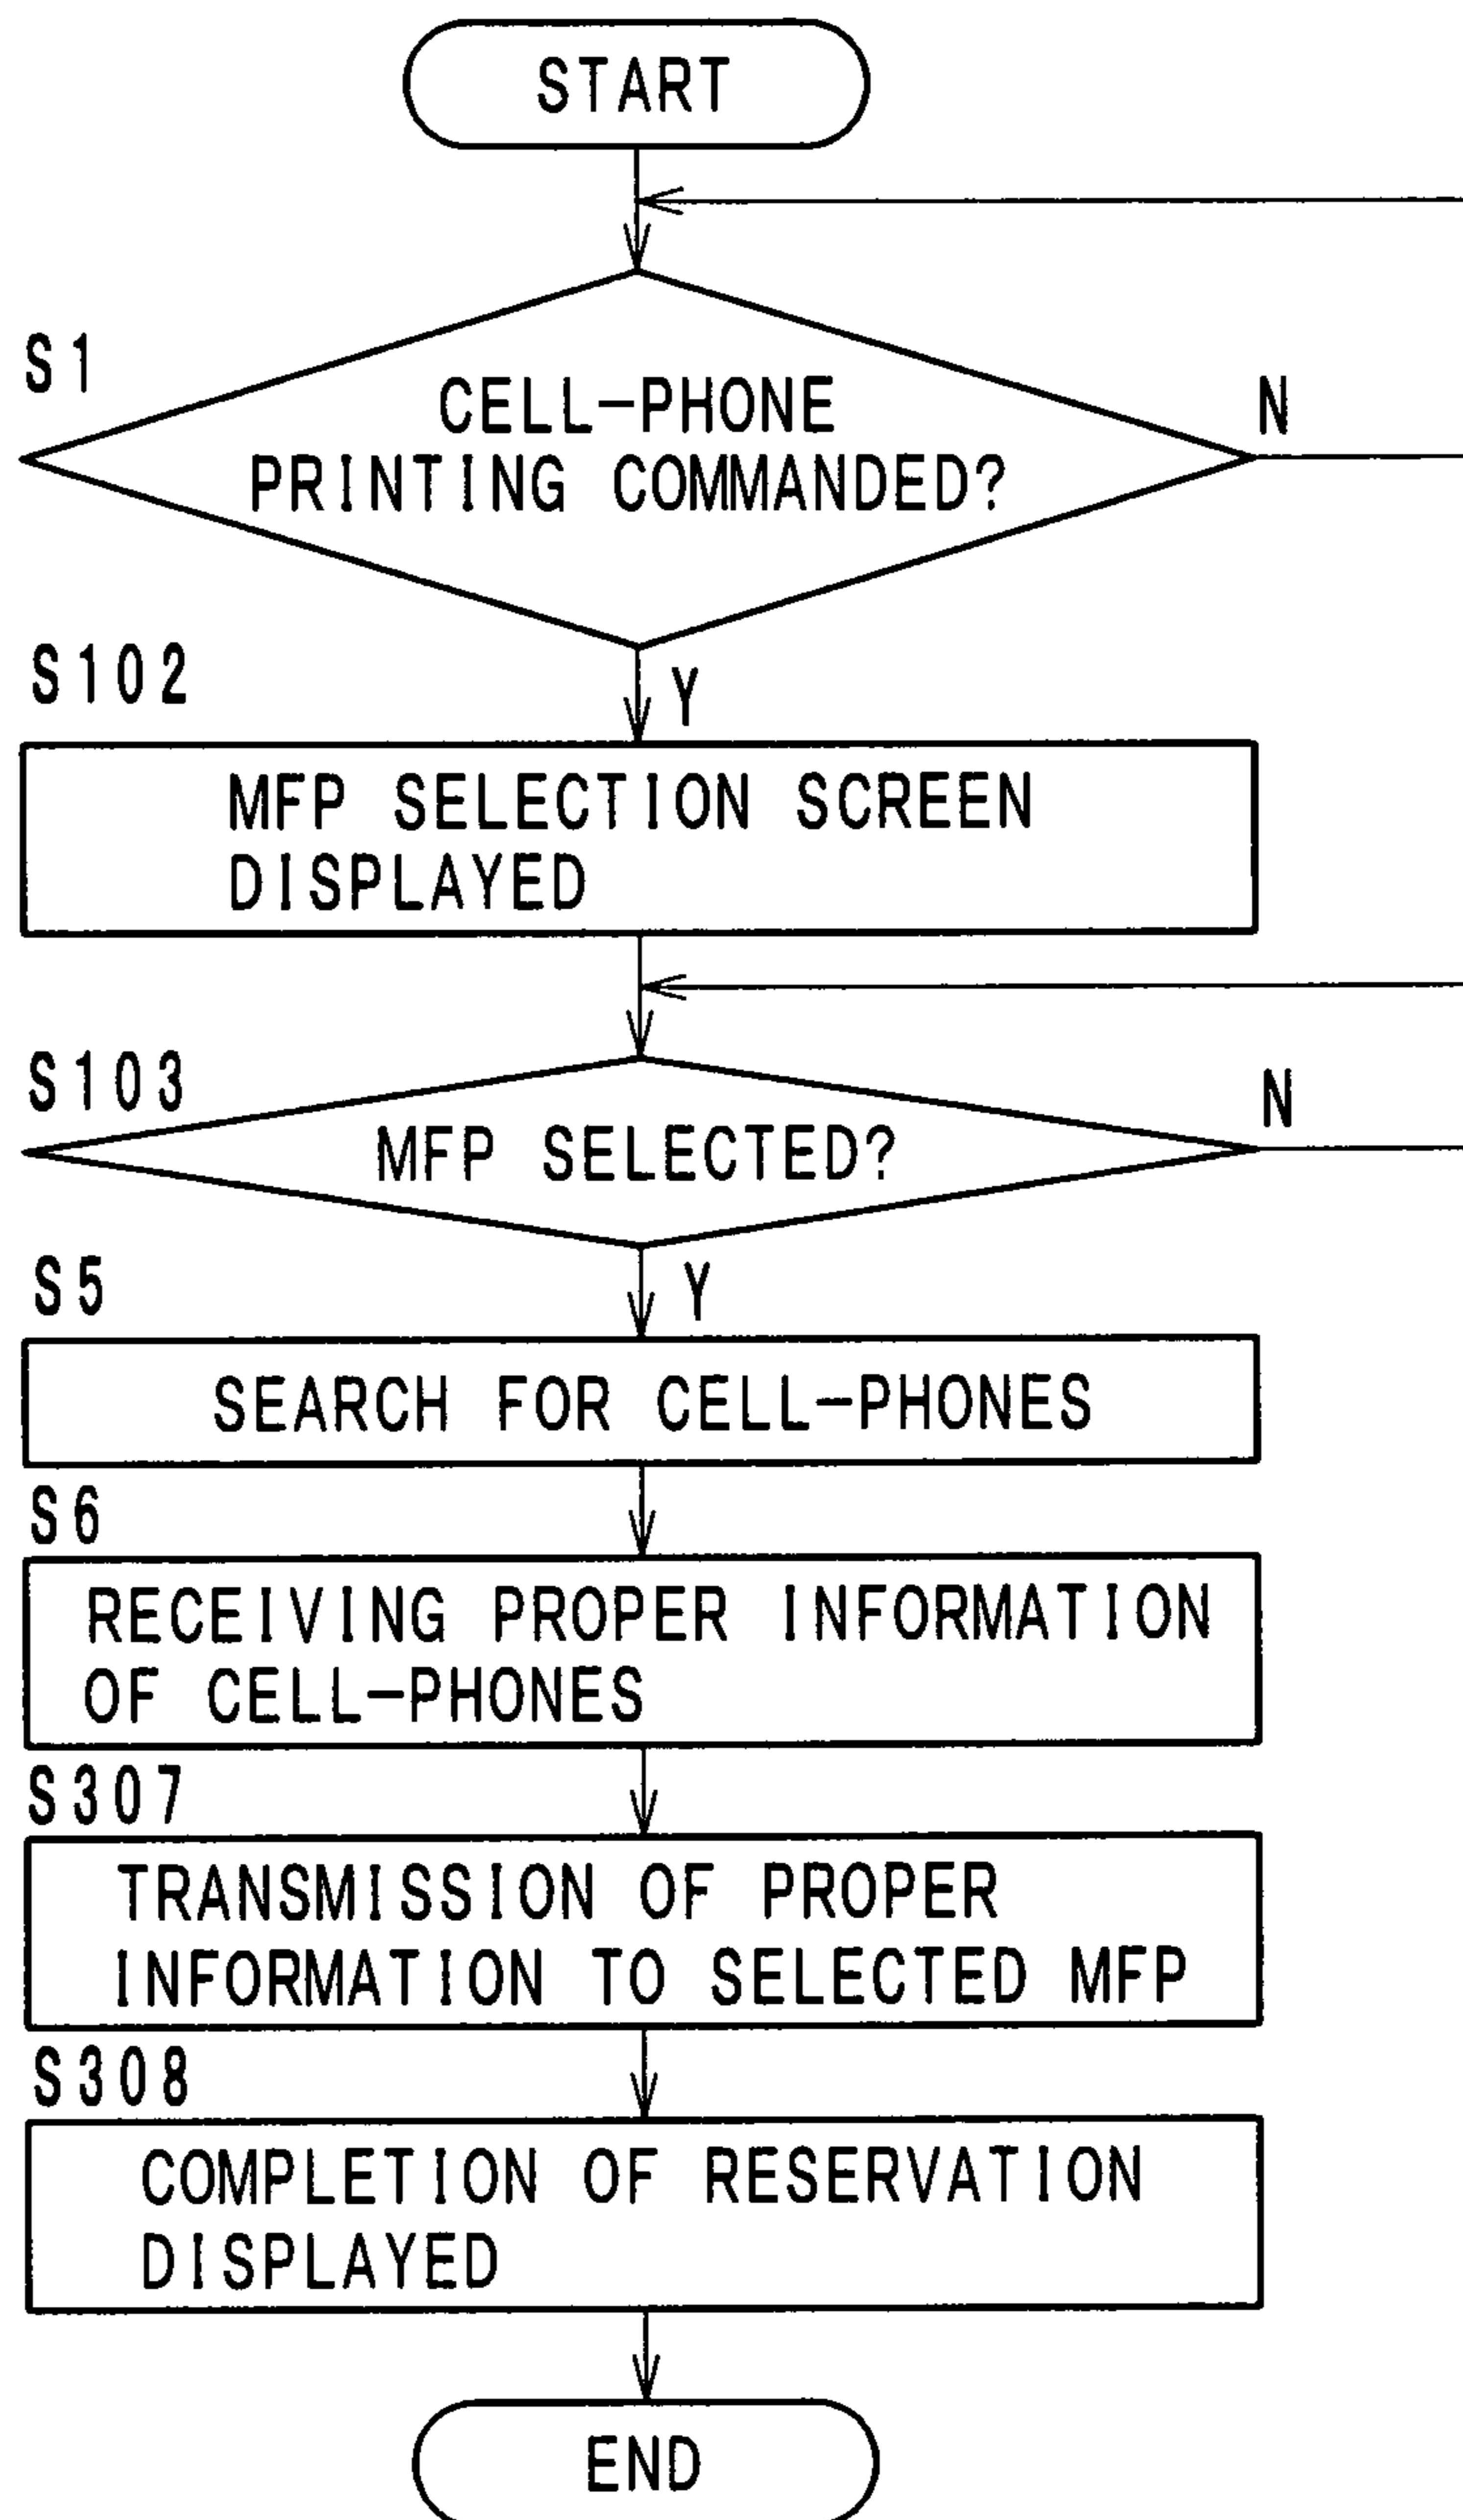 START
S1
CELL-PHONE
PRINTING COMMANDED?
N
S102
Y
MFP SELECTION SCREEN
DISPLAYED
S103
MFP SELECTED?
N
S5
Y
SEARCH FOR CELL-PHONES
S6
RECEIVING PROPER INFORMATION
OF CELL-PHONES
S307
TRANSMISSION OF PROPER
INFORMATION TO SELECTED MFP
S308
COMPLETION OF RESERVATION
DISPLAYED
END